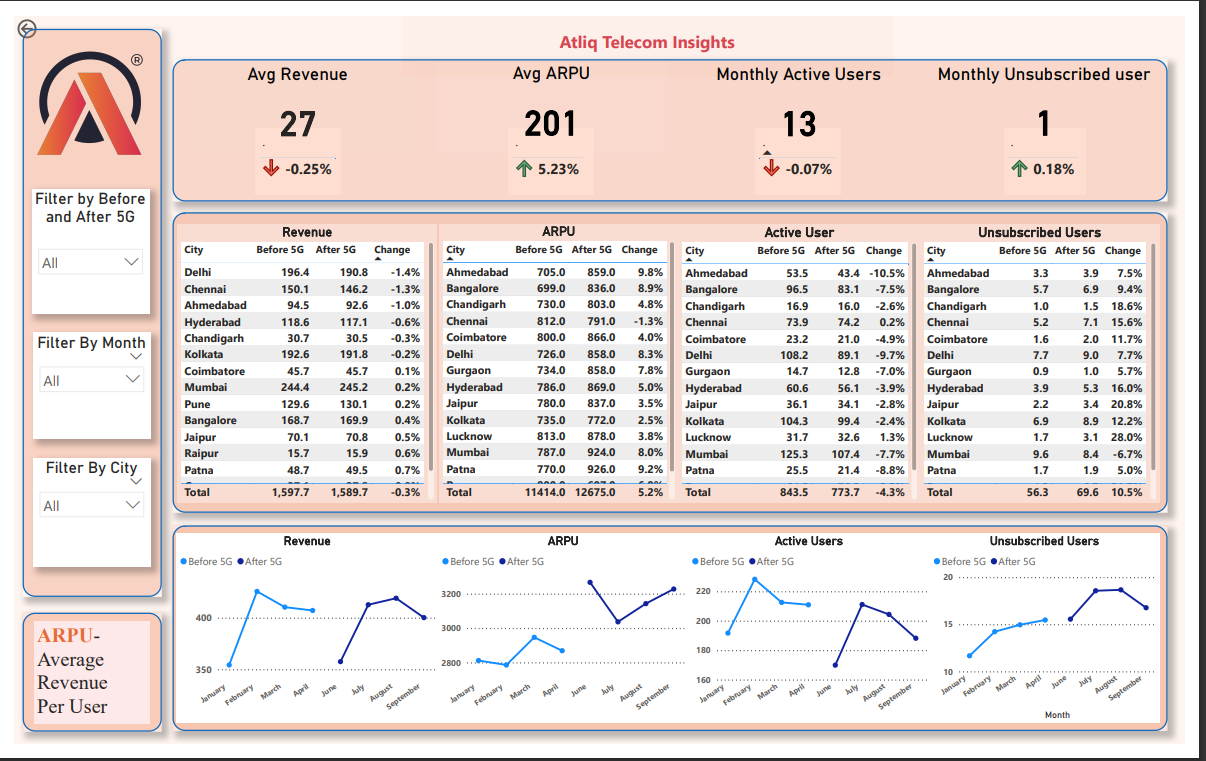 Atliq Telecom Insights
®
Avg Revenue
27
-0.25%
Avg ARPU
201
5.23%
Monthly Active Users
13
-0.07%
Monthly Unsubscribed user
1
0.18%
Filter by Before
and After 5G
All
Filter By Month
All
Filter By City
All
ARPU-
Average
Revenue
Per User
Revenue
City Before 5G After 5G Change
Delhi 196.4 190.8 -1.4%
Chennai 150.1 146.2 -1.3%
Ahmedabad 94.5 92.6 -1.0%
Hyderabad 118.6 117.1 -0.6%
Chandigarh 30.7 30.5 -0.3%
Kolkata 192.6 191.8 -0.2%
Coimbatore 45.7 45.7 0.1%
Mumbai 244.4 245.2 0.2%
Pune 129.6 130.1 0.2%
Bangalore 168.7 169.9 0.4%
Jaipur 70.1 70.8 0.5%
Raipur 15.7 15.9 0.6%
Patna 48.7 49.5 0.7%
Total 1,597.7 1,589.7 -0.3%
ARPU
City Before 5G After 5G Change
Ahmedabad 705.0 859.0 9.8%
Bangalore 699.0 836.0 8.9%
Chandigarh 730.0 803.0 4.8%
Chennai 812.0 791.0 -1.3%
Coimbatore 800.0 866.0 4.0%
Delhi 726.0 858.0 8.3%
Gurgaon 734.0 858.0 7.8%
Hyderabad 786.0 869.0 5.0%
Jaipur 780.0 837.0 3.5%
Kolkata 735.0 772.0 2.5%
Lucknow 813.0 878.0 3.8%
Mumbai 787.0 924.0 8.0%
Patna 770.0 926.0 9.2%
Total 11414.0 12675.0 5.2%
Active User
City Before 5G After 5G Change
Ahmedabad 53.5 43.4 -10.5%
Bangalore 96.5 83.1 -7.5%
Chandigarh 16.9 16.0 -2.6%
Chennai 73.9 74.2 0.2%
Coimbatore 23.2 21.0 -4.9%
Delhi 108.2 89.1 -9.7%
Gurgaon 14.7 12.8 -7.0%
Hyderabad 60.6 56.1 -3.9%
Jaipur 36.1 34.1 -2.8%
Kolkata 104.3 99.4 -2.4%
Lucknow 31.7 32.6 1.3%
Mumbai 125.3 107.4 -7.7%
Patna 25.5 21.4 -8.8%
Total 843.5 773.7 -4.3%
Unsubscribed Users
City Before 5G After 5G Change
Ahmedabad 3.3 3.9 7.5%
Bangalore 5.7 6.9 9.4%
Chandigarh 1.0 1.5 18.6%
Chennai 5.2 7.1 15.6%
Coimbatore 1.6 2.0 11.7%
Delhi 7.7 9.0 7.7%
Gurgaon 0.9 1.0 5.7%
Hyderabad 3.9 5.3 16.0%
Jaipur 2.2 3.4 20.8%
Kolkata 6.9 8.9 12.2%
Lucknow 1.7 3.1 28.0%
Mumbai 9.6 8.4 -6.7%
Patna 1.7 1.9 5.0%
Total 56.3 69.6 10.5%
Revenue
Before 5G After 5G
400
350
January February March April June July August September
ARPU
Before 5G After 5G
3200
3000
2800
January February March April June July August September
Active Users
Before 5G After 5G
220
200
180
160
January February March April June July August September
Unsubscribed Users
Before 5G After 5G
20
15
10
January February March April June July August September
Month